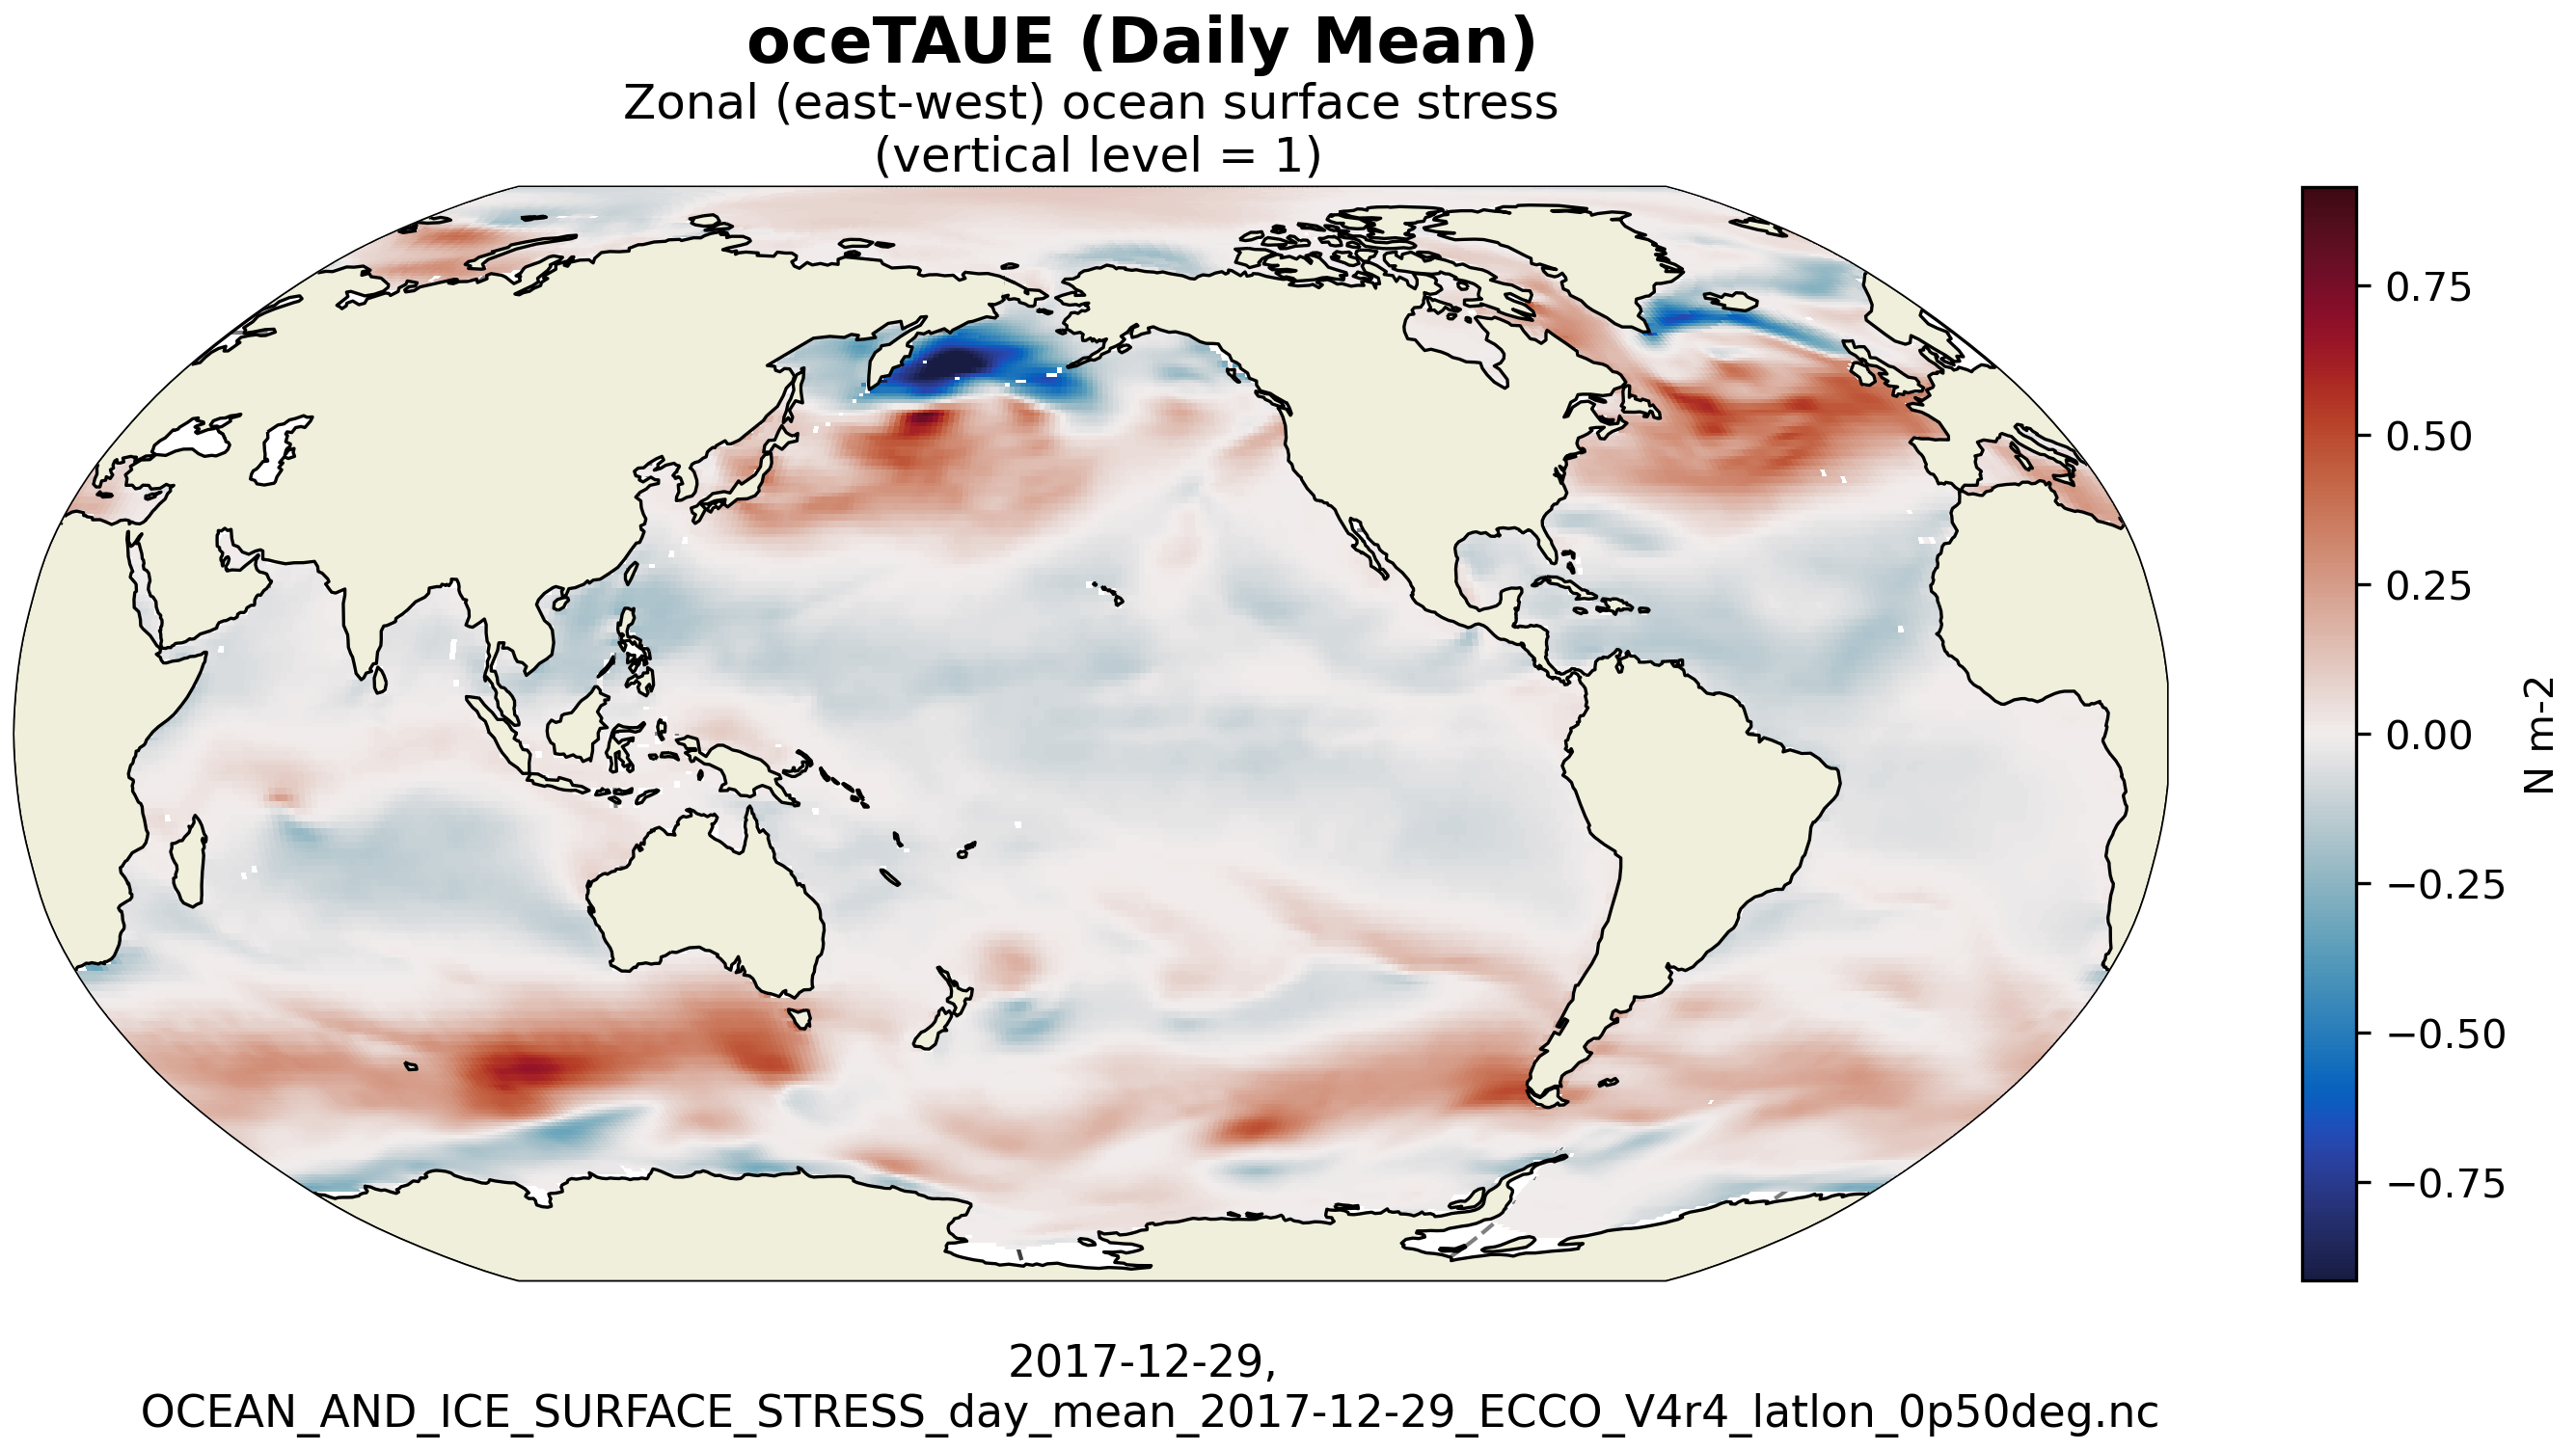 oceTAUE (Daily Mean)
Zonal (east-west) ocean surface stress
(vertical level = 1)
0.75
0.50
0.25
0.00
−0.25
−0.50
−0.75
N m-2
2017-12-29,
OCEAN_AND_ICE_SURFACE_STRESS_day_mean_2017-12-29_ECCO_V4r4_latlon_0p50deg.nc